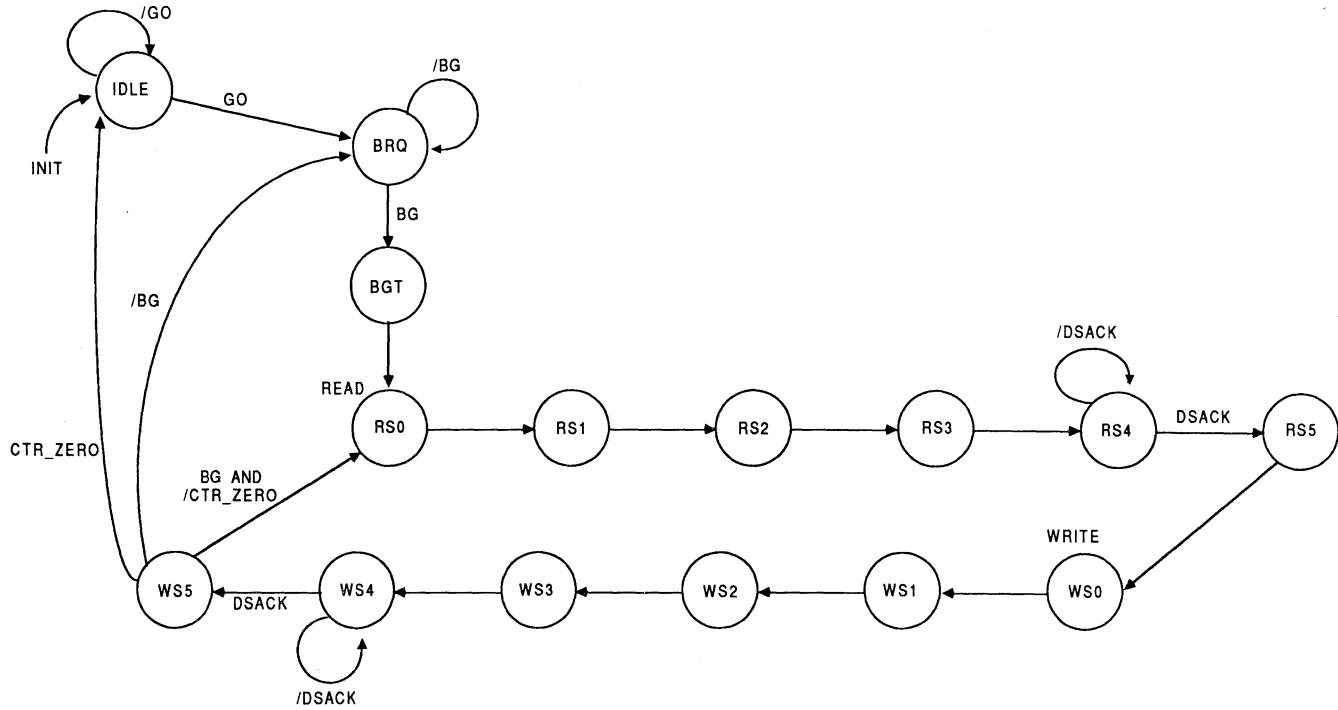 /GO
IDLE
GO
/BG
BRQ
INIT
BG
BGT
/BG
READ
RS0
RS1
RS2
RS3
/DSACK
RS4
DSACK
RS5
CTR_ZERO
BG AND
/CTR_ZERO
WRITE
WS5
DSACK
WS4
WS3
WS2
WS1
WS0
/DSACK